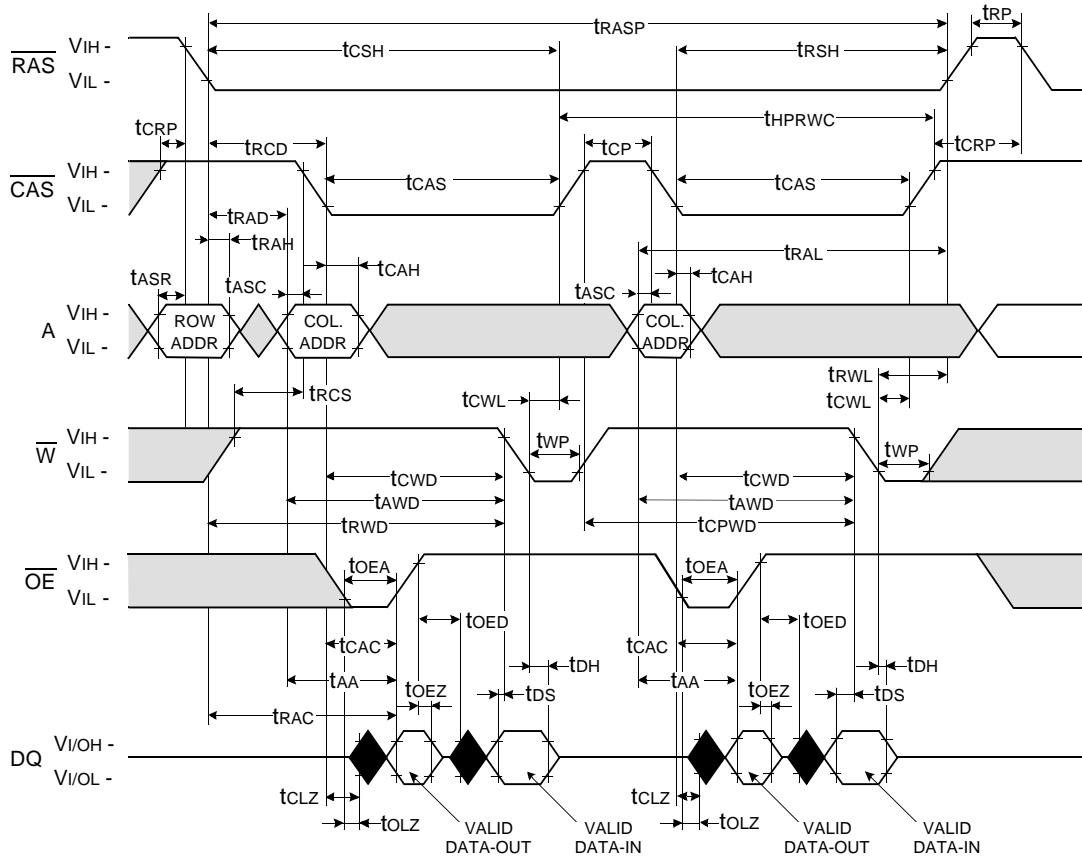 tRASP
tRP
VIH -
tCSH
tRSH
RAS
VIL -
tHPRWC
tCRP
tRCD
tCP
tCRP
VIH -
CAS
tCAS
tCAS
VIL -
tRAD
tRAH
tRAL
tASR
tASC
tCAH
tASC
tCAH
VIH -
A
VIL -
ROW
ADDR
COL.
ADDR
COL.
ADDR
tRWL
tRCS
tCWL
tCWL
VIH -
W
VIL -
tWP
tWP
tCWD
tCWD
tAWD
tAWD
tRWD
tCPWD
VIH -
OE
VIL -
tOEA
tOEA
tOED
tOED
tCAC
tCAC
tDH
tDH
tAA
tOEZ
tDS
tAA
tOEZ
tDS
tRAC
VI/OH -
DQ
VI/OL -
tCLZ
tCLZ
tOLZ
tOLZ
VALID
DATA-OUT
VALID
DATA-IN
VALID
DATA-OUT
VALID
DATA-IN